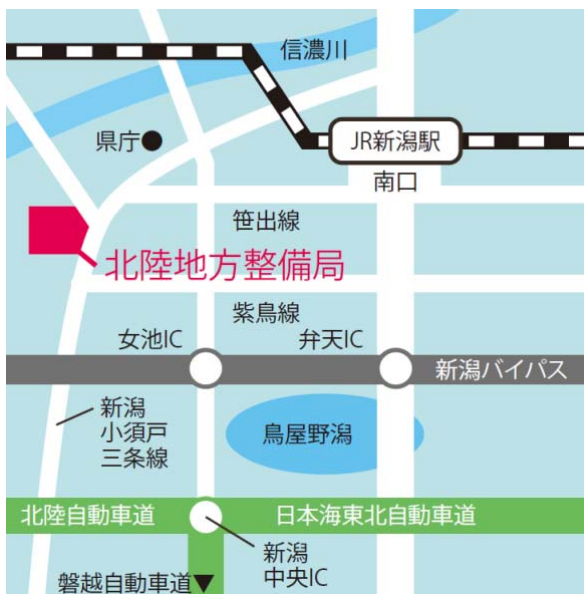 信濃川
県庁
JR新潟駅
南口
笹出線
北陸地方整備局
紫鳥線
女池IC
弁天IC
新潟バイパス
新潟
小須戸
三条線
鳥屋野潟
北陸自動車道
日本海東北自動車道
新潟
中央IC
磐越自動車道▼